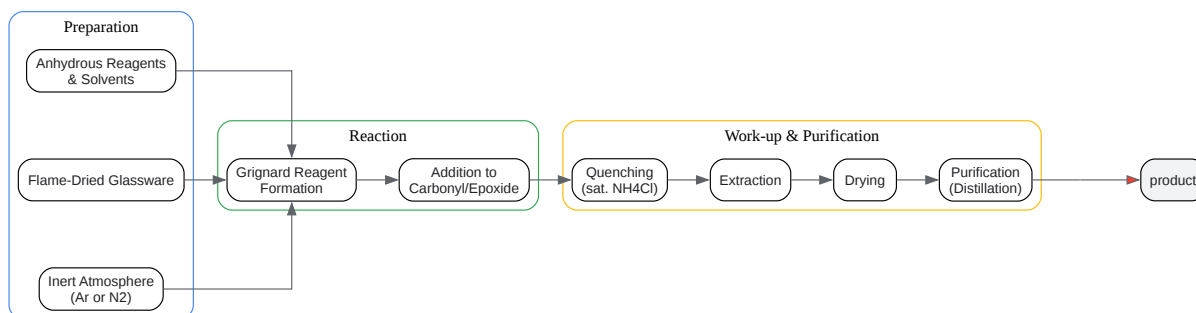 Preparation
Anhydrous Reagents
& Solvents
Flame-Dried Glassware
Inert Atmosphere
(Ar or N2)
Reaction
Grignard Reagent
Formation
Addition to
Carbonyl/Epoxide
Work-up & Purification
Quenching
(sat. NH4Cl)
Extraction
Drying
Purification
(Distillation)
product